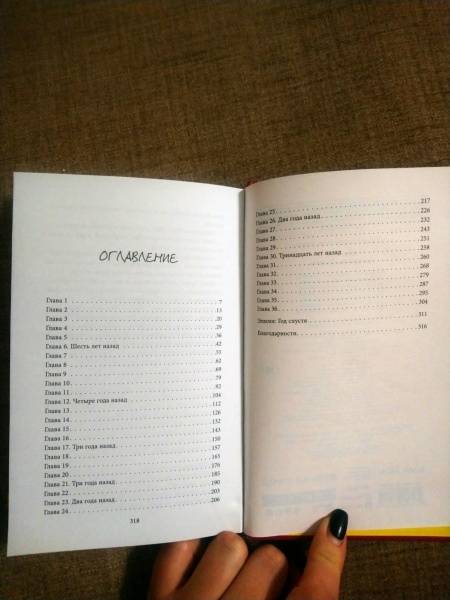 ОГЛАВЛЕНИЕ
Глава 1 7
Глава 2 13
Глава 3 20
Глава 4 29
Глава 5 36
Глава 6. Шесть лет назад 42
Глава 7
Глава 8 62
Глава 9 69
Глава 10 79
Глава 11 92
Глава 12. Четыре года назад 104
Глава 13 112
Глава 14 126
Глава 15 132
Глава 16 143
Глава 17. Три года назад 150
Глава 18 157
Глава 19 165
Глава 20 176
Глава 21. Три года назад 185
Глава 22 190
Глава 23. Два года назад 203
Глава 24 206
318
Глава 25 217
Глава 26. Два года назад 226
Глава 27 232
Глава 28 243
Глава 29 251
Глава 30. Тринадцать лет назад 258
Глава 31 260
Глава 32 268
Глава 33 279
Глава 34 287
Глава 35 295
Глава 36 304
Эпилог. Год спустя 311
Благодарности 316